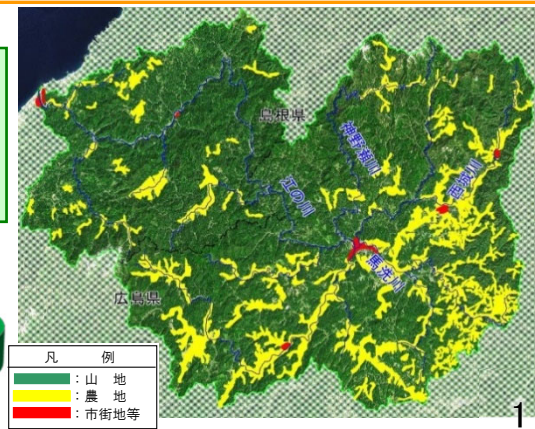 島根県
神野瀬川
江の川
西城川
馬洗川
広島県
凡　例
：山　地
：農　地
：市街地等
1